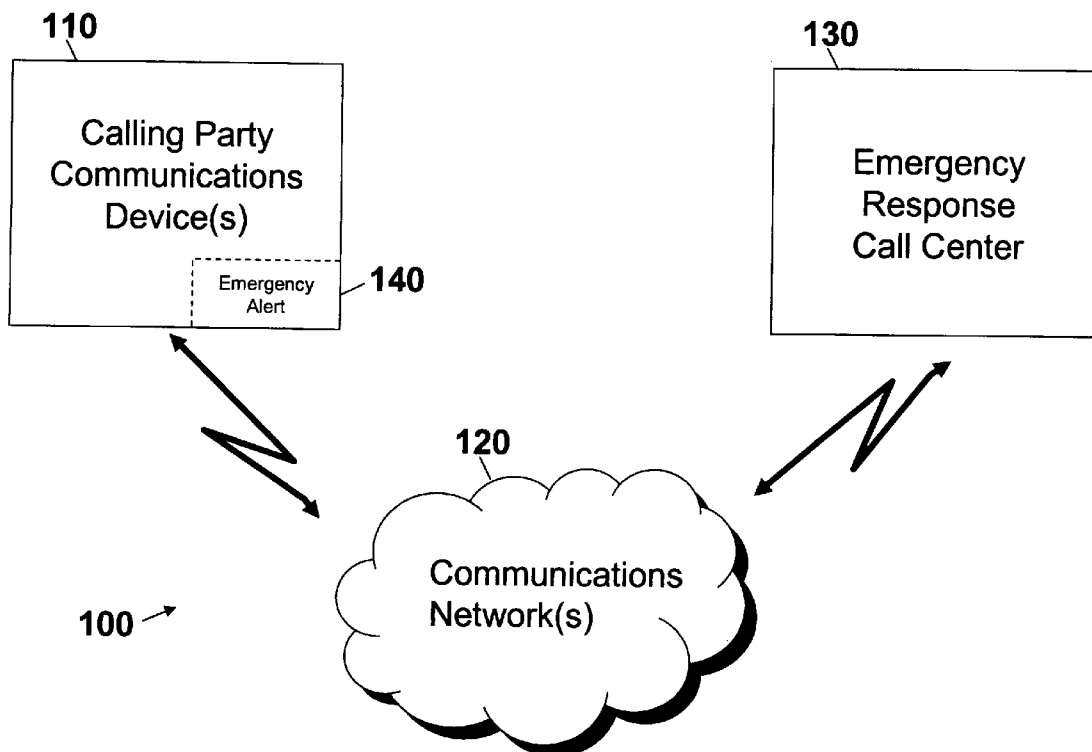 110
Calling Party
Communications
Device(s)
Emergency
Alert
140
130
Emergency
Response
Call Center
120
Communications
Network(s)
100